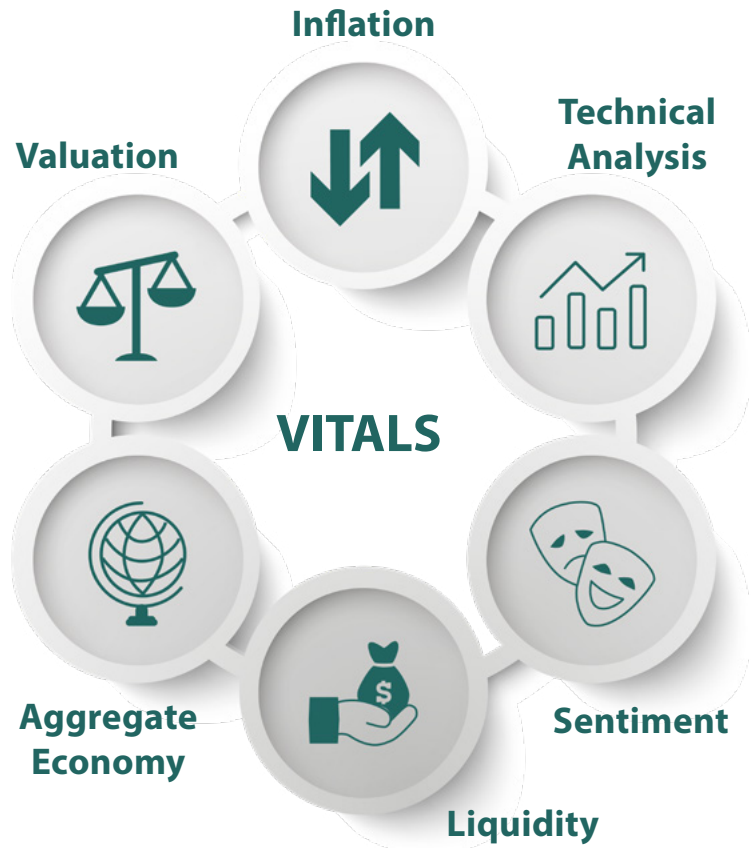 Inflation
Technical
Analysis
Valuation
VITALS
$
Aggregate
Economy
Sentiment
Liquidity